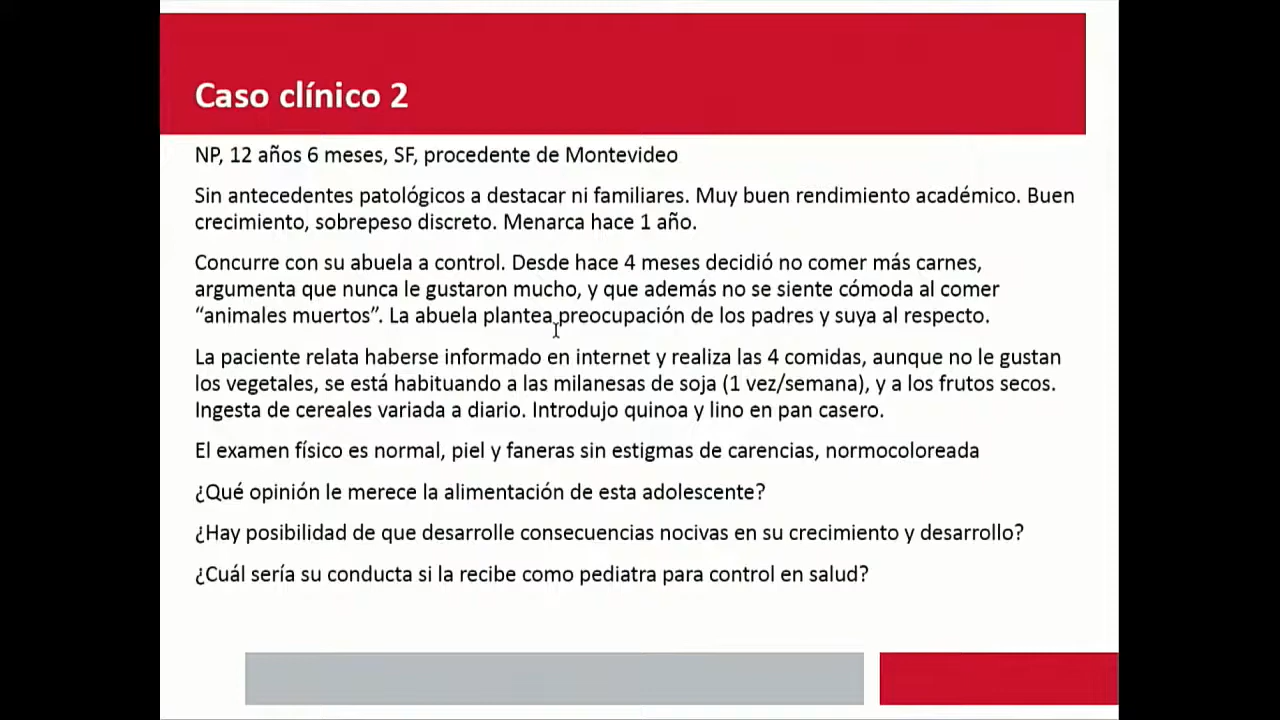 Caso clínico 2
NP, 12 años 6 meses, SF, procedente de Montevideo
Sin antecedentes patológicos a destacar ni familiares. Muy buen rendimiento académico. Buen
crecimiento, sobrepeso discreto. Menarca hace 1 año.
Concurre con su abuela a control. Desde hace 4 meses decidió no comer más carnes,
argumenta que nunca le gustaron mucho, y que además no se siente cómoda al comer
“animales muertos”. La abuela plantea preocupación de los padres y suya al respecto.
La paciente relata haberse informado en internet y realiza las 4 comidas, aunque no le gustan
los vegetales, se está habituando a las milanesas de soja (1 vez/semana), y a los frutos secos.
Ingesta de cereales variada a diario. Introdujo quinoa y lino en pan casero.
El examen físico es normal, piel y faneras sin estigmas de carencias, normocoloreada
¿Qué opinión le merece la alimentación de esta adolescente?
¿Hay posibilidad de que desarrolle consecuencias nocivas en su crecimiento y desarrollo?
¿Cuál sería su conducta si la recibe como pediatra para control en salud?